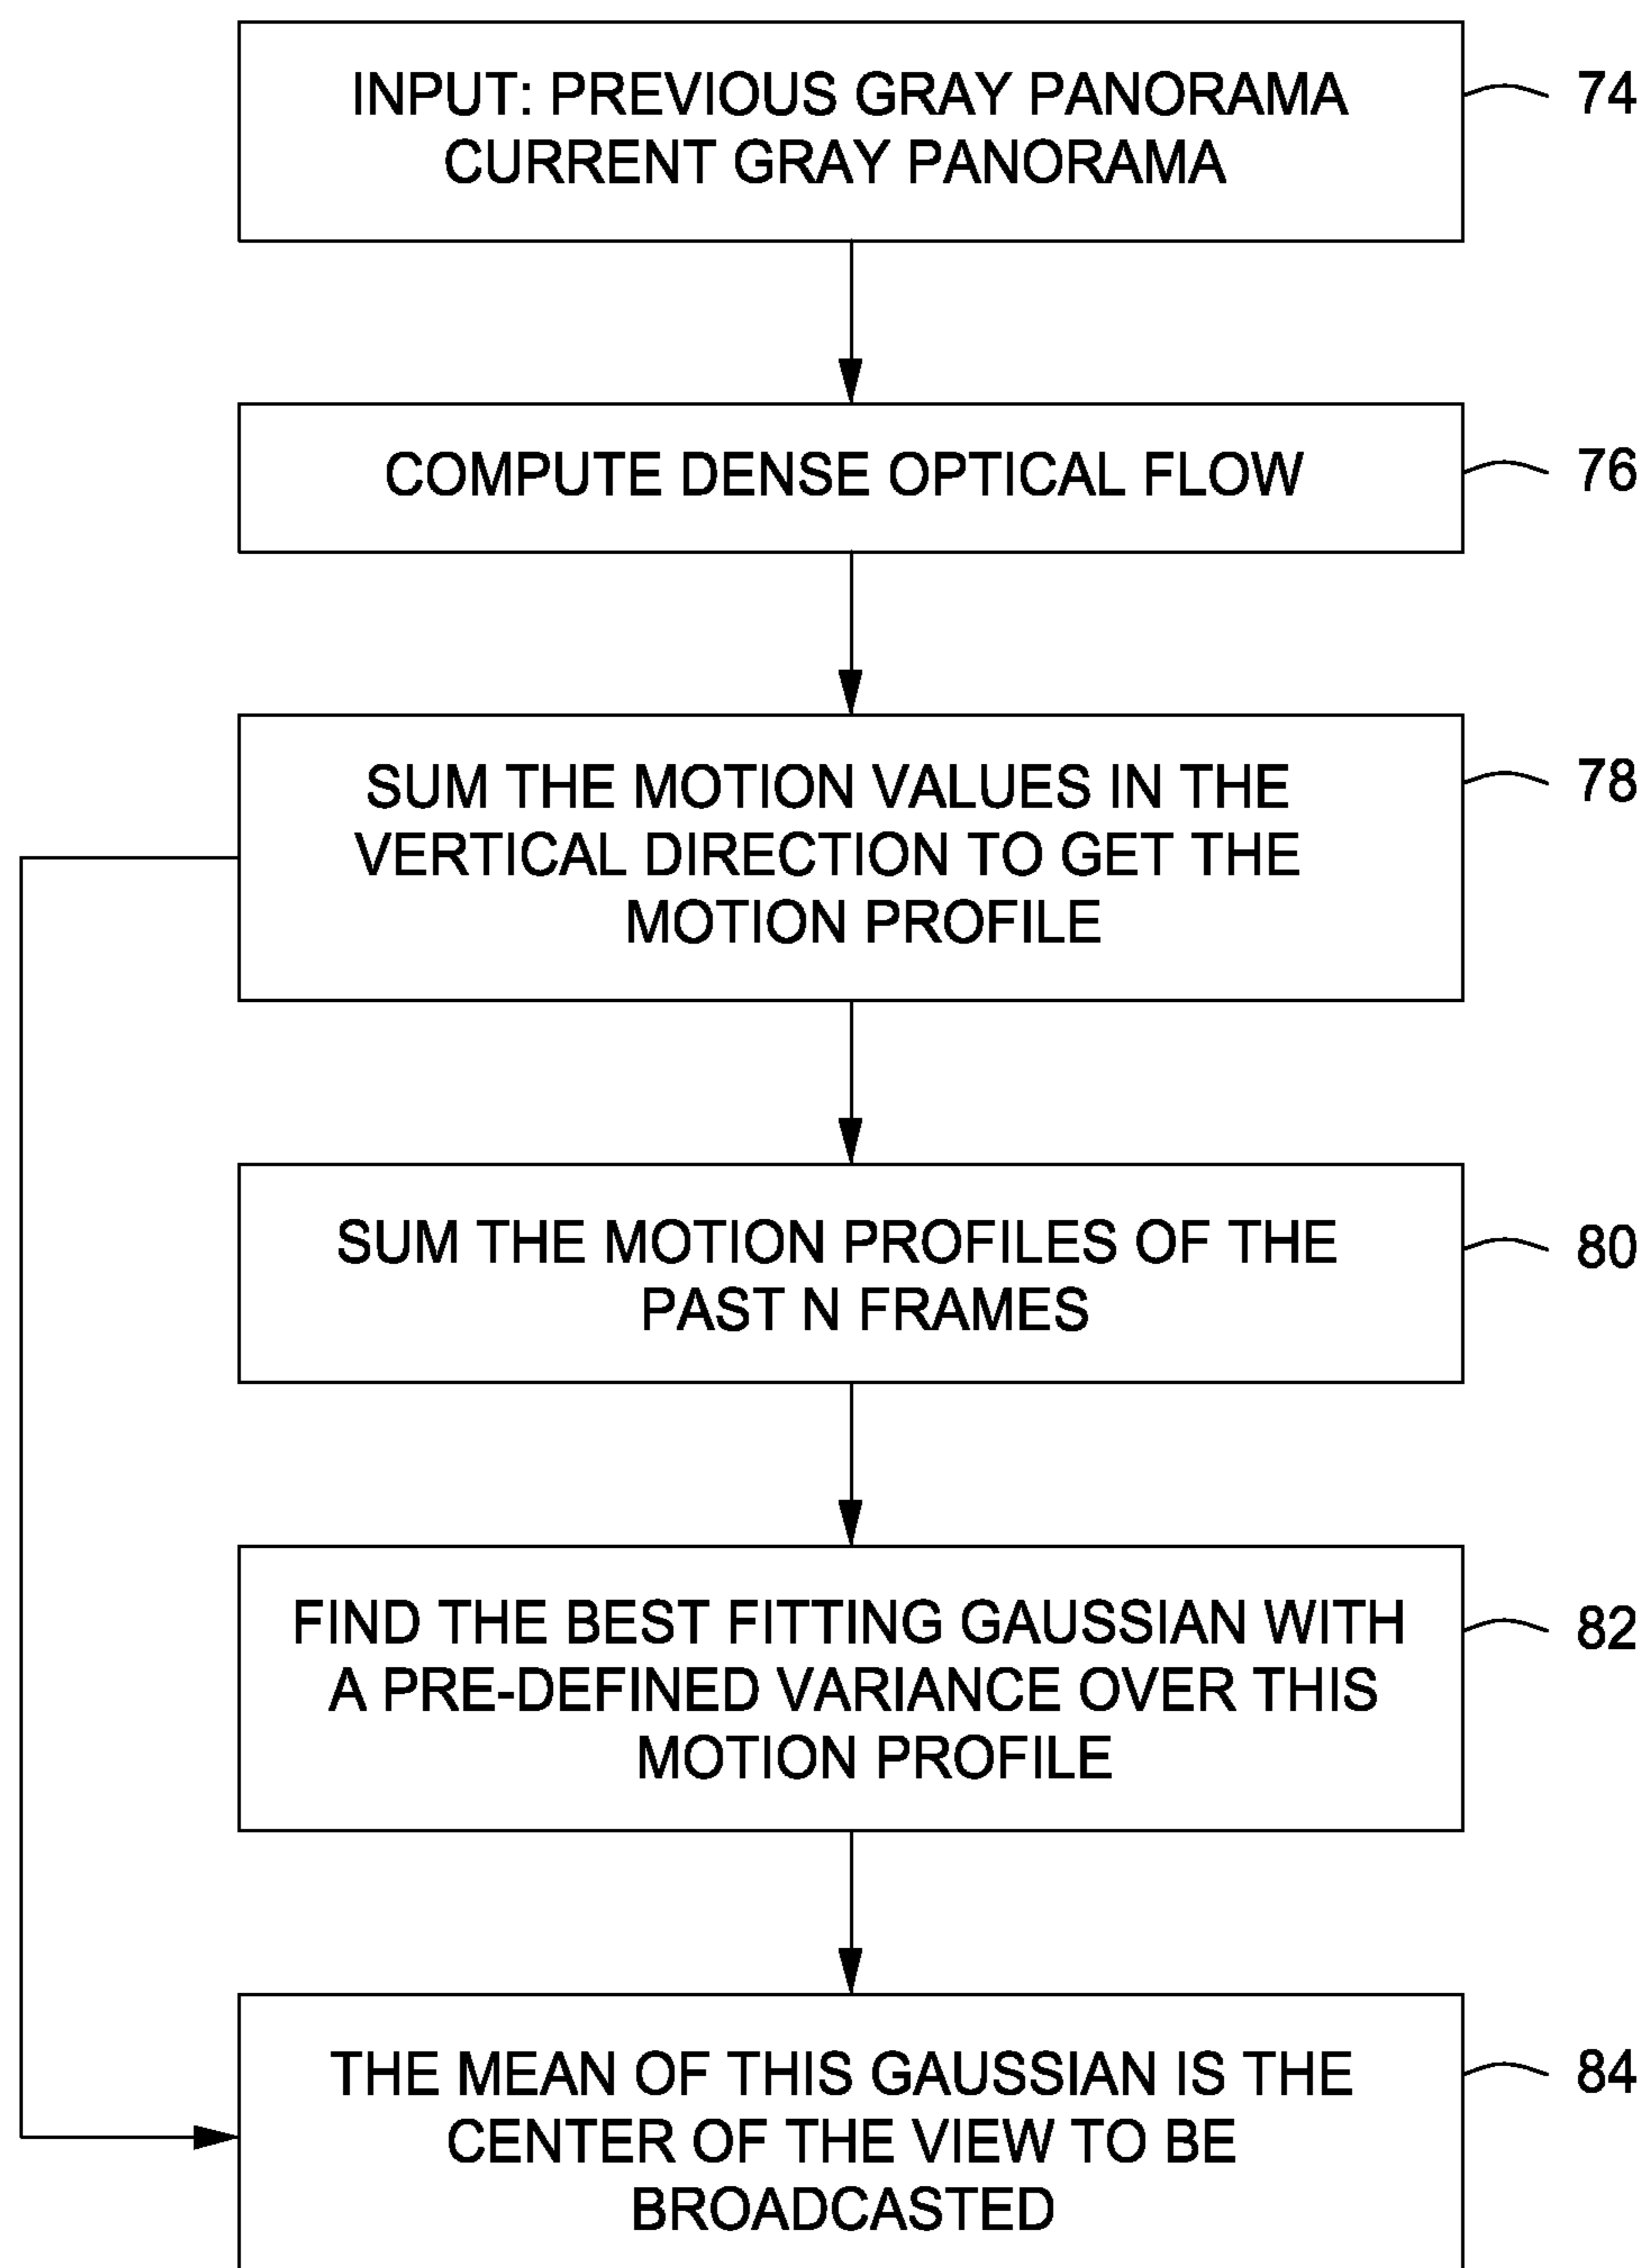 INPUT: PREVIOUS GRAY PANORAMA
CURRENT GRAY PANORAMA
74
COMPUTE DENSE OPTICAL FLOW
76
SUM THE MOTION VALUES IN THE
VERTICAL DIRECTION TO GET THE
MOTION PROFILE
78
SUM THE MOTION PROFILES OF THE
PAST N FRAMES
80
FIND THE BEST FITTING GAUSSIAN WITH
A PRE-DEFINED VARIANCE OVER THIS
MOTION PROFILE
82
THE MEAN OF THIS GAUSSIAN IS THE
CENTER OF THE VIEW TO BE
BROADCASTED
84